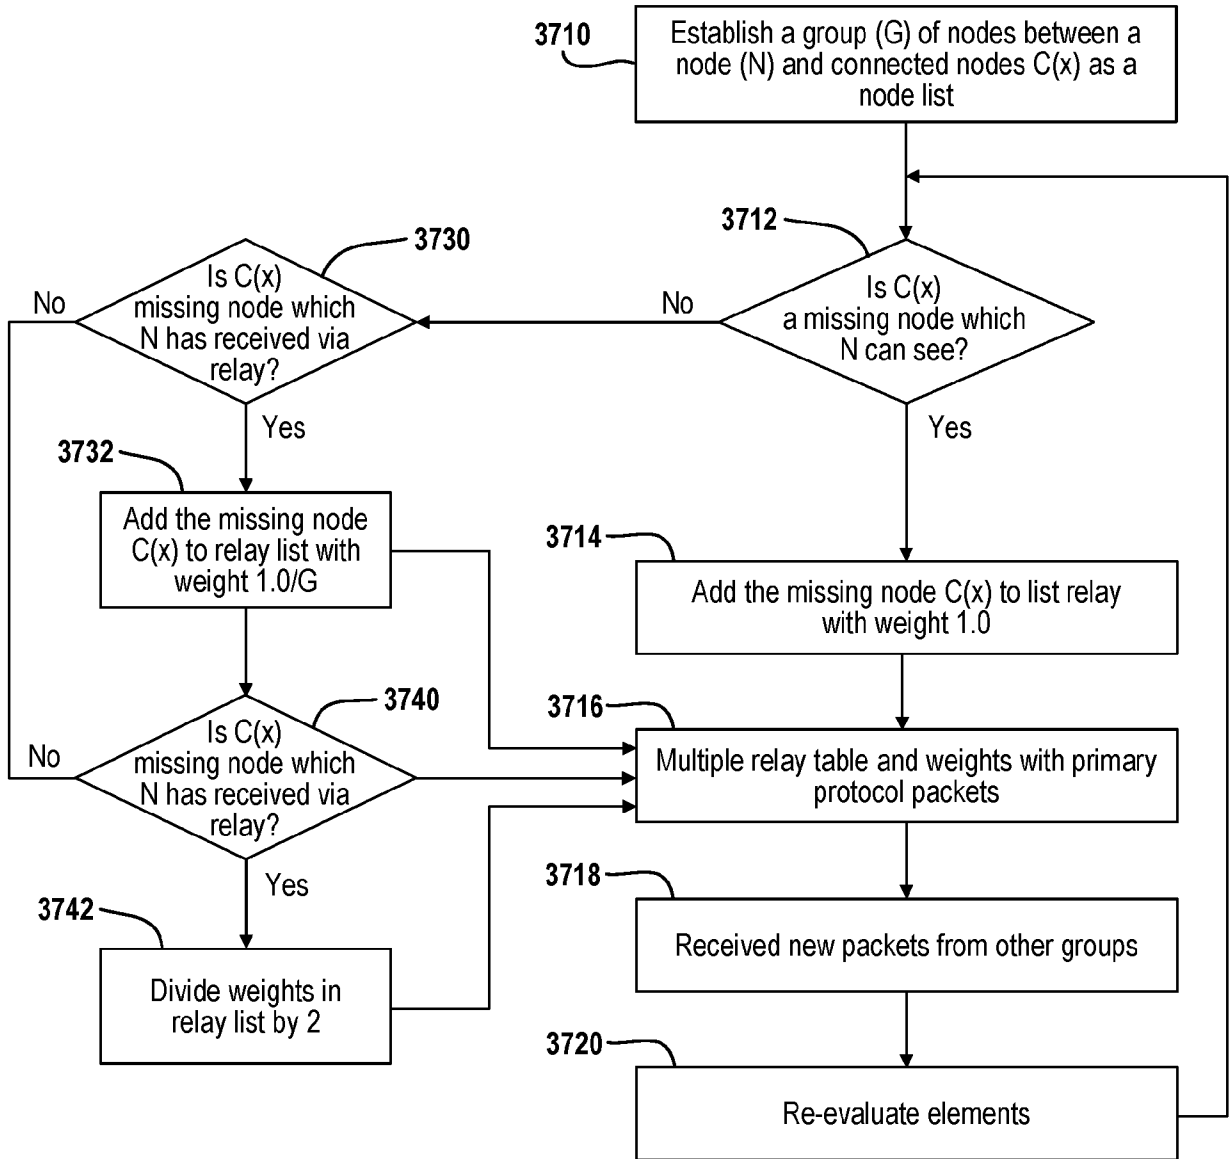 3710
Establish a group (G) of nodes between a
node (N) and connected nodes C(x) as a
node list
3712
Is C(x)
a missing node which
N can see?
No
Yes
3730
Is C(x)
missing node which
N has received via
relay?
No
Yes
3732
Add the missing node
C(x) to relay list with
weight 1.0/G
3714
Add the missing node C(x) to list relay
with weight 1.0
3740
Is C(x)
missing node which
N has received via
relay?
No
Yes
3716
Multiple relay table and weights with primary
protocol packets
3742
Divide weights in
relay list by 2
3718
Received new packets from other groups
3720
Re-evaluate elements